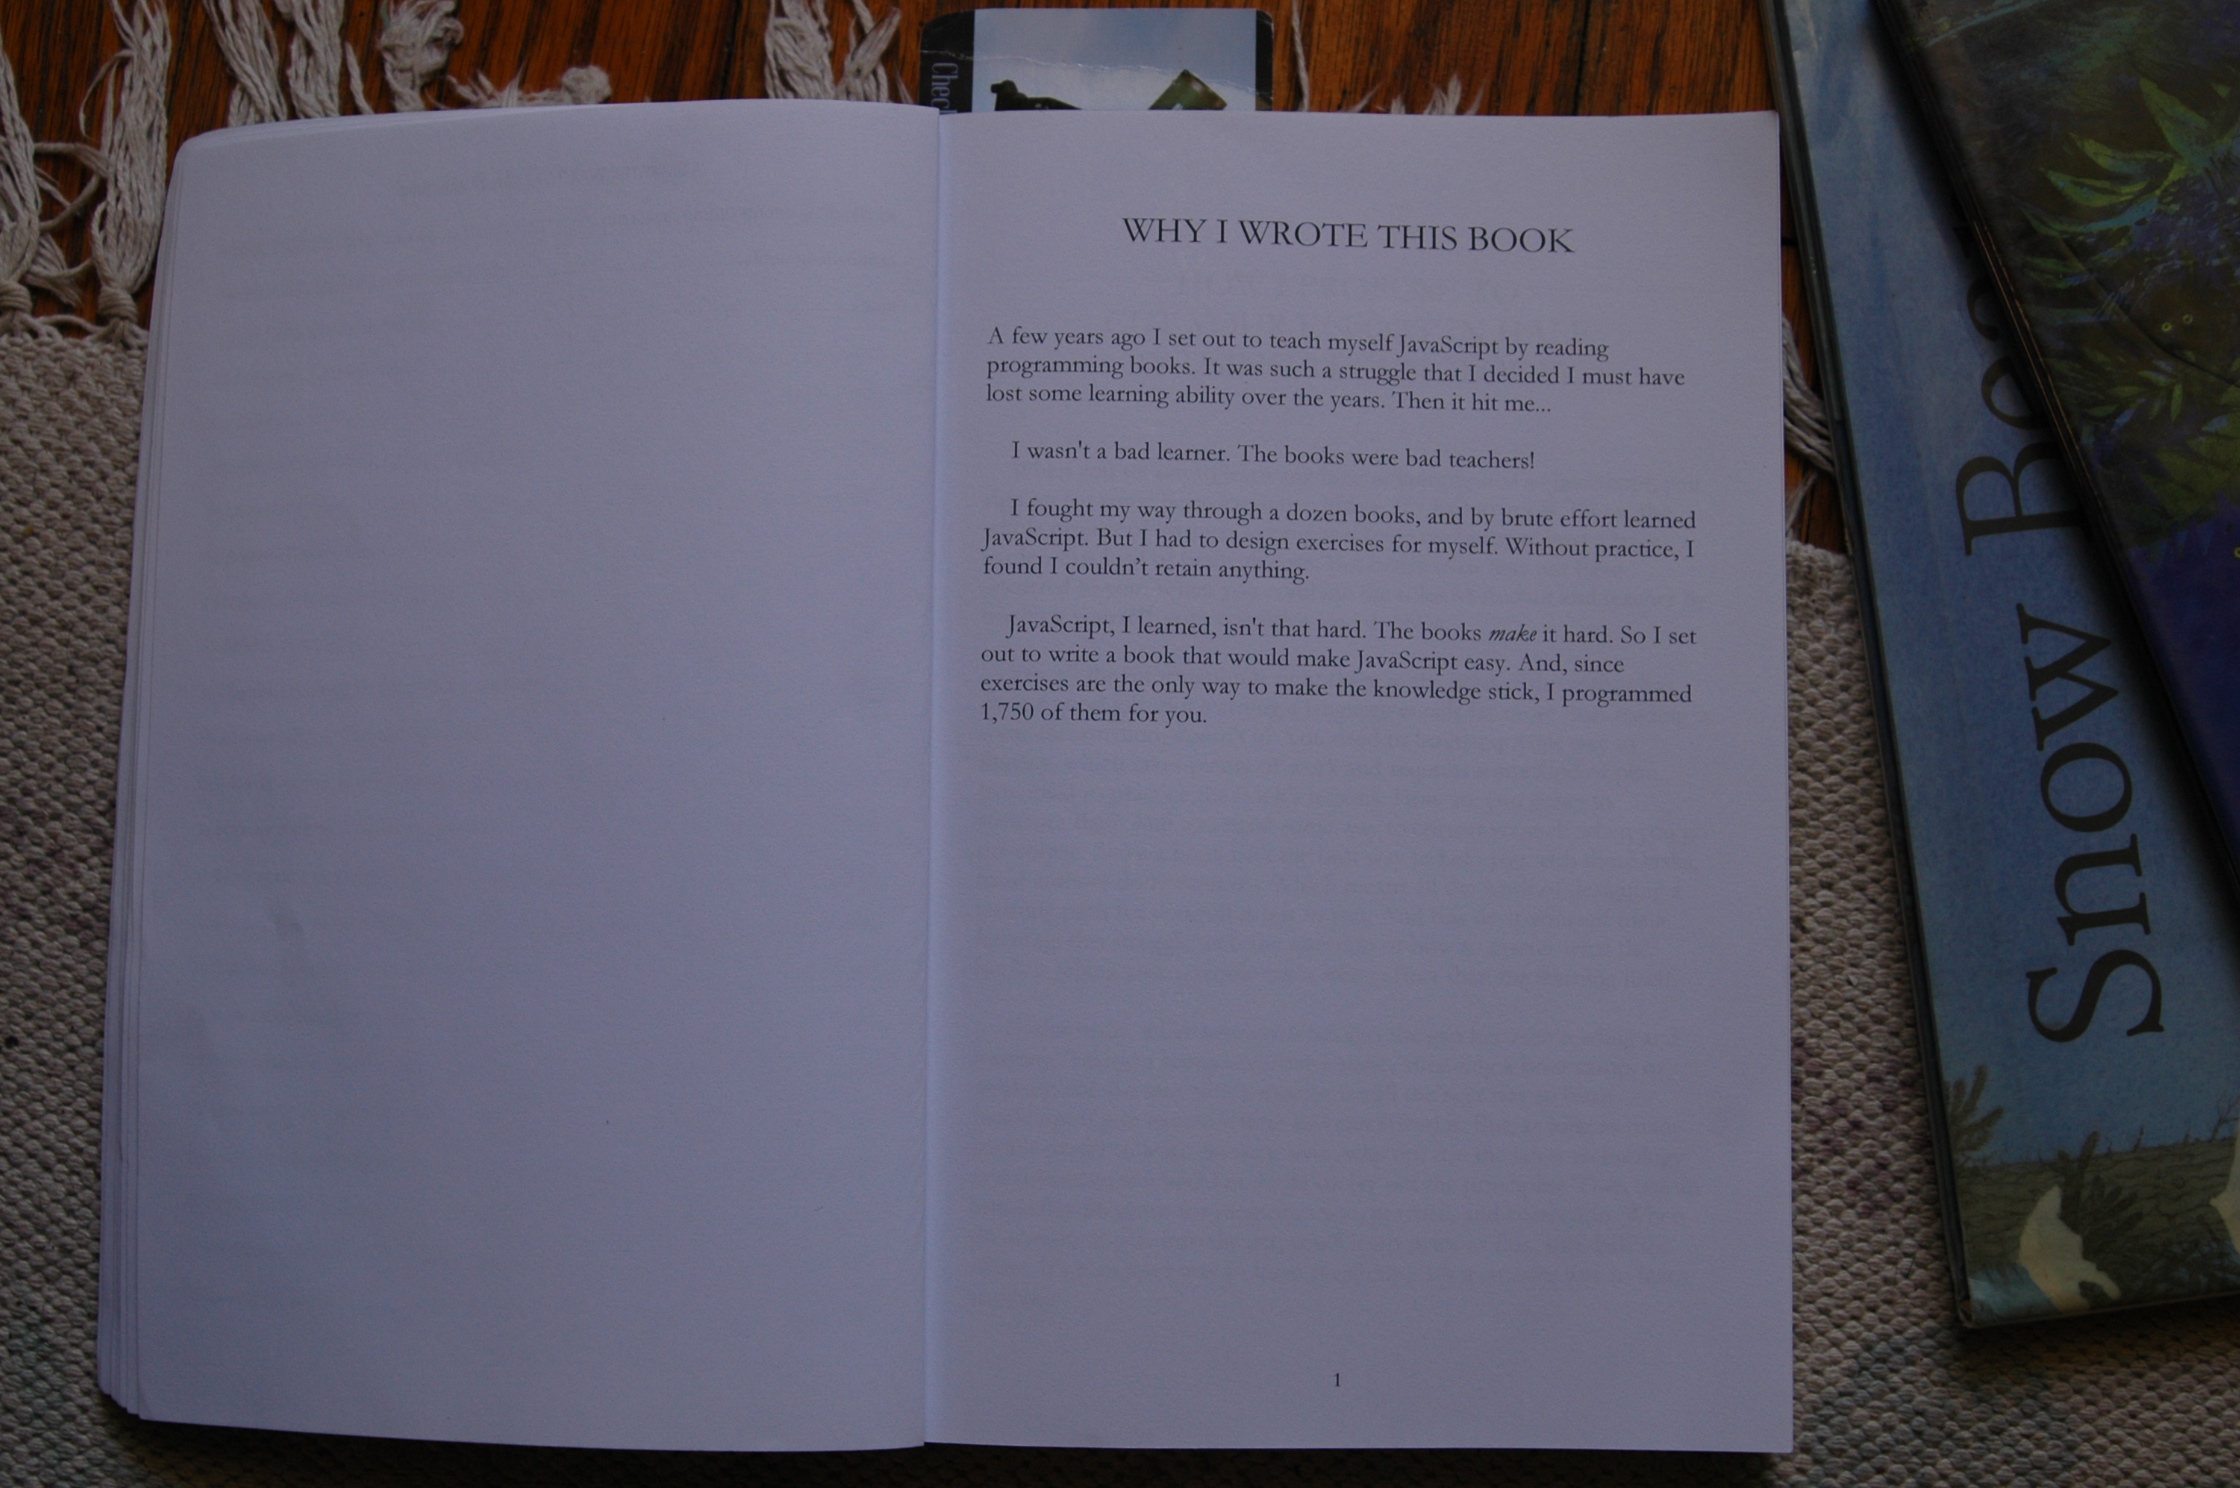 Snow Bear
Chec
WHY I WROTE THIS BOOK
A few years ago I set out to teach myself JavaScript by reading
programming books. It was such a struggle that I decided I must have
lost some learning ability over the years. Then it hit me...
I wasn't a bad learner. The books were bad teachers!
I fought my way through a dozen books, and by brute effort learned
JavaScript. But I had to design exercises for myself. Without practice, I
found I couldn't retain anything.
JavaScript, I learned, isn't that hard. The books make it hard. So I set
out to write a book that would make JavaScript easy. And, since
exercises are the only way to make the knowledge stick, I programmed
1,750 of them for you.
1